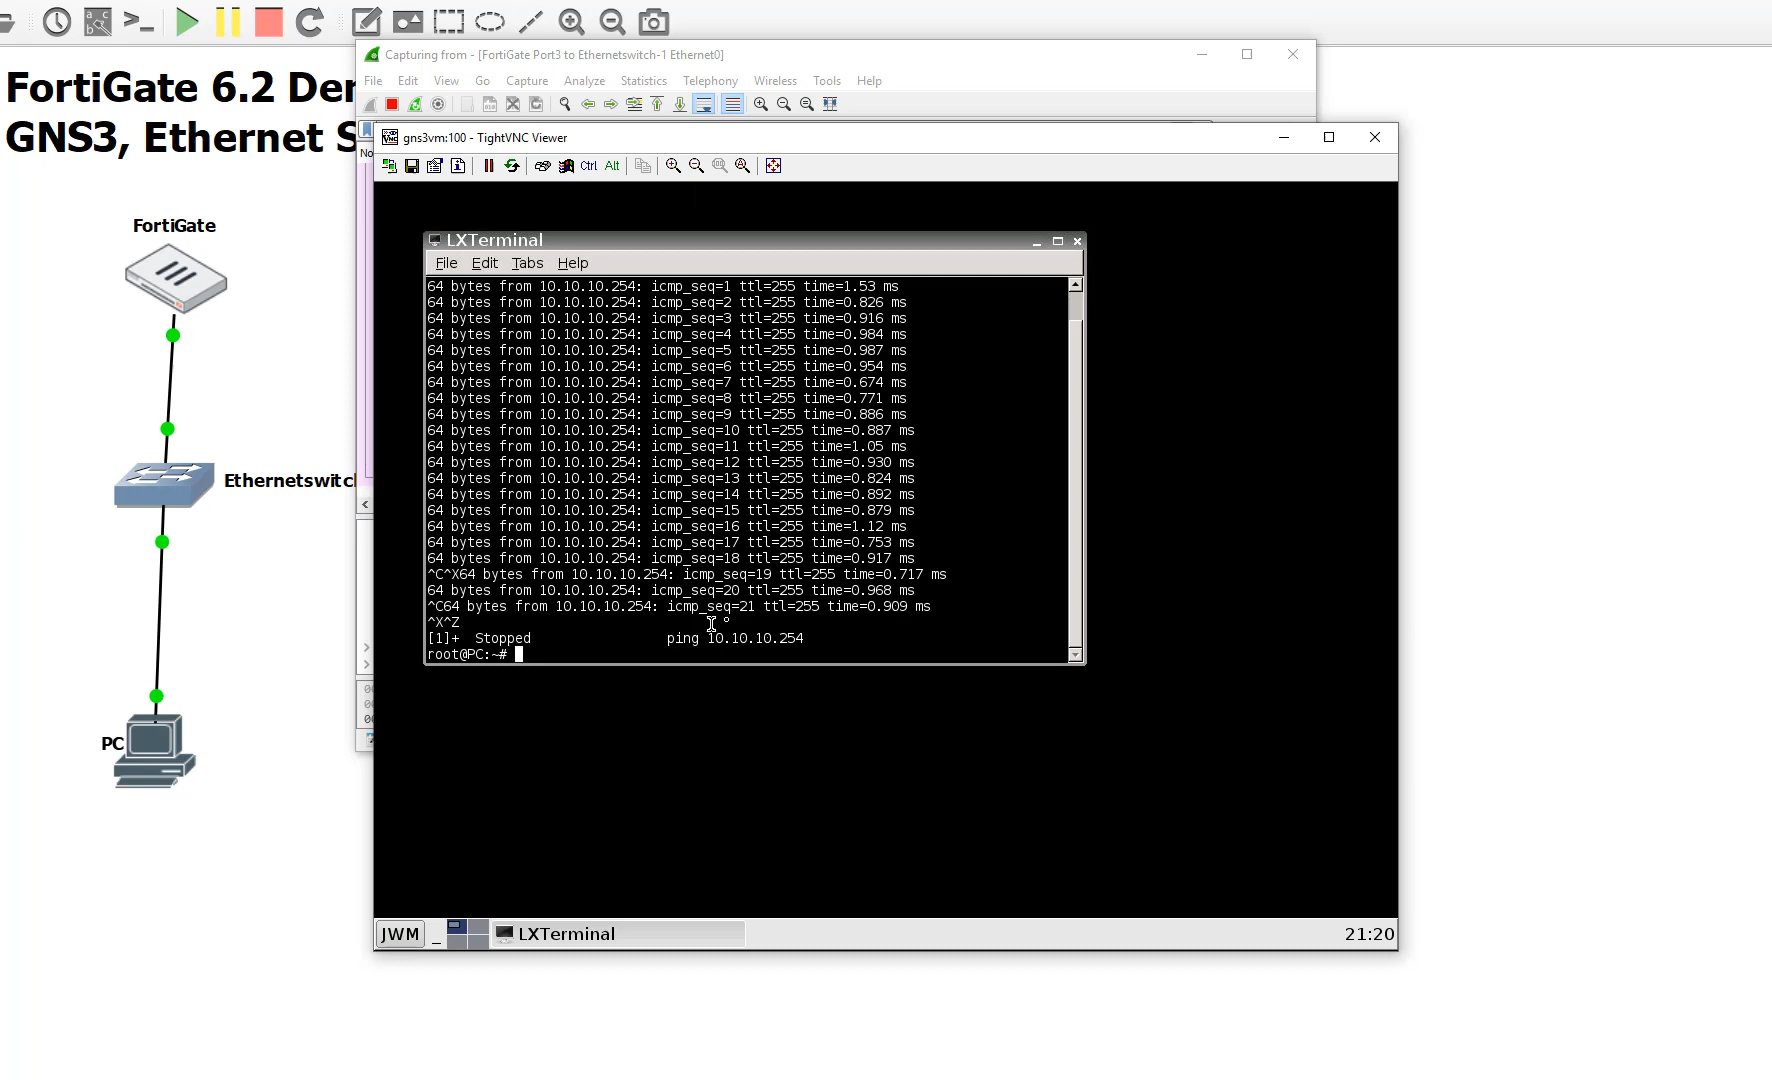 FortiGate 6.2 De
GNS3, Ethernet S
FortiGate
Ethernetswitc
PC
Capturing from - [FortiGate Port3 to Ethernetswitch-1 Ethernet0]
File Edit View Go Capture Analyze Statistics Telephony Wireless Tools Help
No
gns3vm:100 - TightVNC Viewer
Ctrl Alt
LXTerminal
File Edit Tabs Help
64 bytes from 10.10.10.254: icmp_seq=1 ttl=255 time=1.53 ms
64 bytes from 10.10.10.254: icmp_seq=2 ttl=255 time=0.826 ms
64 bytes from 10.10.10.254: icmp_seq=3 ttl=255 time=0.916 ms
64 bytes from 10.10.10.254: icmp_seq=4 ttl=255 time=0.984 ms
64 bytes from 10.10.10.254: icmp_seq=5 ttl=255 time=0.987 ms
64 bytes from 10.10.10.254: icmp_seq=6 ttl=255 time=0.954 ms
64 bytes from 10.10.10.254: icmp_seq=7 ttl=255 time=0.674 ms
64 bytes from 10.10.10.254: icmp_seq=8 ttl=255 time=0.771 ms
64 bytes from 10.10.10.254: icmp_seq=9 ttl=255 time=0.886 ms
64 bytes from 10.10.10.254: icmp_seq=10 ttl=255 time=0.887 ms
64 bytes from 10.10.10.254: icmp_seq=11 ttl=255 time=1.05 ms
64 bytes from 10.10.10.254: icmp_seq=12 ttl=255 time=0.930 ms
64 bytes from 10.10.10.254: icmp_seq=13 ttl=255 time=0.824 ms
64 bytes from 10.10.10.254: icmp_seq=14 ttl=255 time=0.892 ms
64 bytes from 10.10.10.254: icmp_seq=15 ttl=255 time=0.879 ms
64 bytes from 10.10.10.254: icmp_seq=16 ttl=255 time=1.12 ms
64 bytes from 10.10.10.254: icmp_seq=17 ttl=255 time=0.753 ms
64 bytes from 10.10.10.254: icmp_seq=18 ttl=255 time=0.917 ms
^C^X64 bytes from 10.10.10.254: icmp_seq=19 ttl=255 time=0.717 ms
64 bytes from 10.10.10.254: icmp_seq=20 ttl=255 time=0.968 ms
^C64 bytes from 10.10.10.254: icmp_seq=21 ttl=255 time=0.909 ms
^X^Z
[1]+ Stopped ping 10.10.10.254
root@PC:~#
JWM _ LXTerminal 21:20